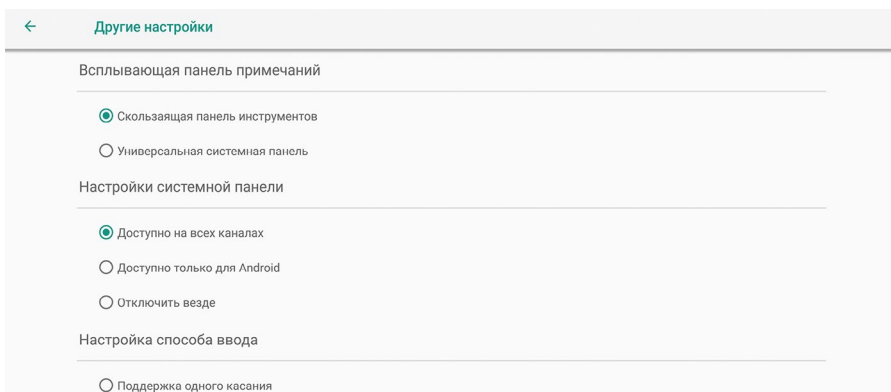 Другие настройки
Всплывающая панель примечаний
Скользаящая панель инструментов
Универсальная системная панель
Настройки системной панели
Доступно на всех каналах
Доступно только для Android
Отключить везде
Настройка способа ввода
Поддержка одного касания